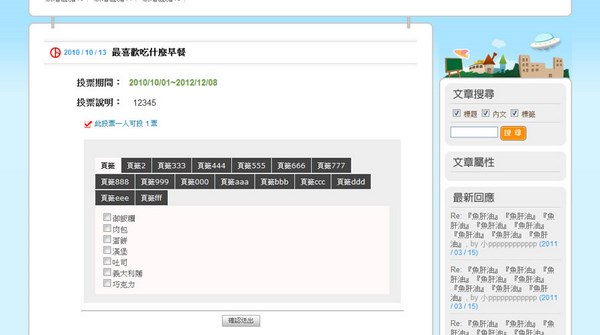 2010 / 10 / 13 最喜歡吃什麼早餐
投票期間： 2010/10/01~2012/12/08
投票說明： 12345
此投票一人可投 1 票
頁籤 頁籤2 頁籤333 頁籤444 頁籤555 頁籤666 頁籤777
頁籤888 頁籤999 頁籤000 頁籤aaa 頁籤bbb 頁籤ccc 頁籤ddd
頁籤eee 頁籤fff
御飯糰
肉包
蛋餅
漢堡
吐司
義大利麵
巧克力
確認送出
文章搜尋
標題 內文 標籤
搜尋
文章屬性
最新回應
Re: 『魚肝油』『魚肝油』『魚
肝油』『魚肝油』『魚肝油』
『魚肝油』『魚肝油』『魚肝
油』, by 小pppppppppppp (2011
/ 03 / 15)
Re: 『魚肝油』『魚肝油』『魚
肝油』『魚肝油』『魚肝油』
『魚肝油』『魚肝油』『魚肝
油』, by 小pppppppppppp (2011
/ 03 / 15)
Re: 『魚肝油』『魚肝油』『魚